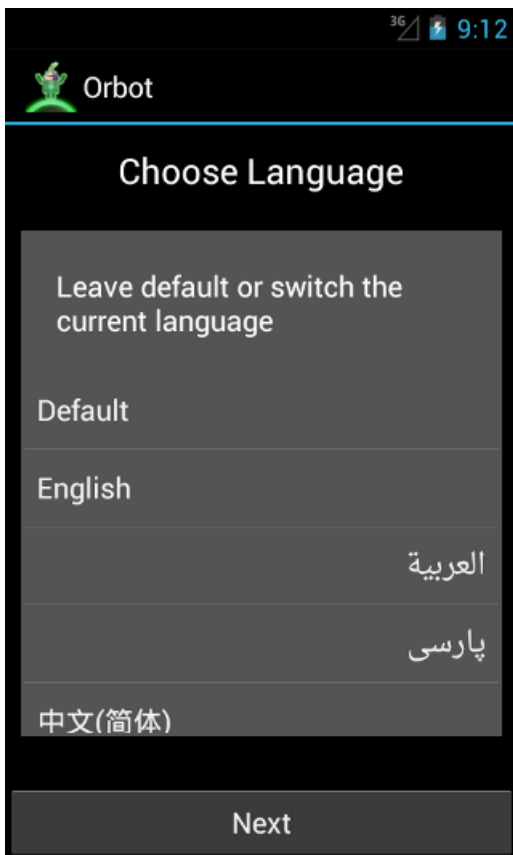 3G 9:12
Orbot
Choose Language
Leave default or switch the
current language
Default
English
العربية
پارسی
中文(简体)
Next